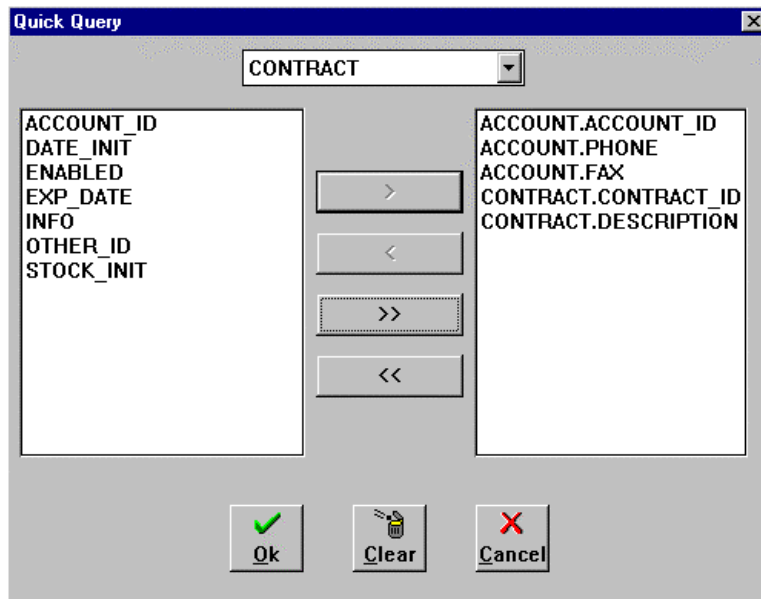 Quick Query
CONTRACT
ACCOUNT_ID
DATE_INIT
ENABLED
EXP_DATE
INFO
OTHER_ID
STOCK_INIT
>
<
>>
<<
ACCOUNT.ACCOUNT_ID
ACCOUNT.PHONE
ACCOUNT.FAX
CONTRACT.CONTRACT_ID
CONTRACT.DESCRIPTION
Ok
Clear
Cancel